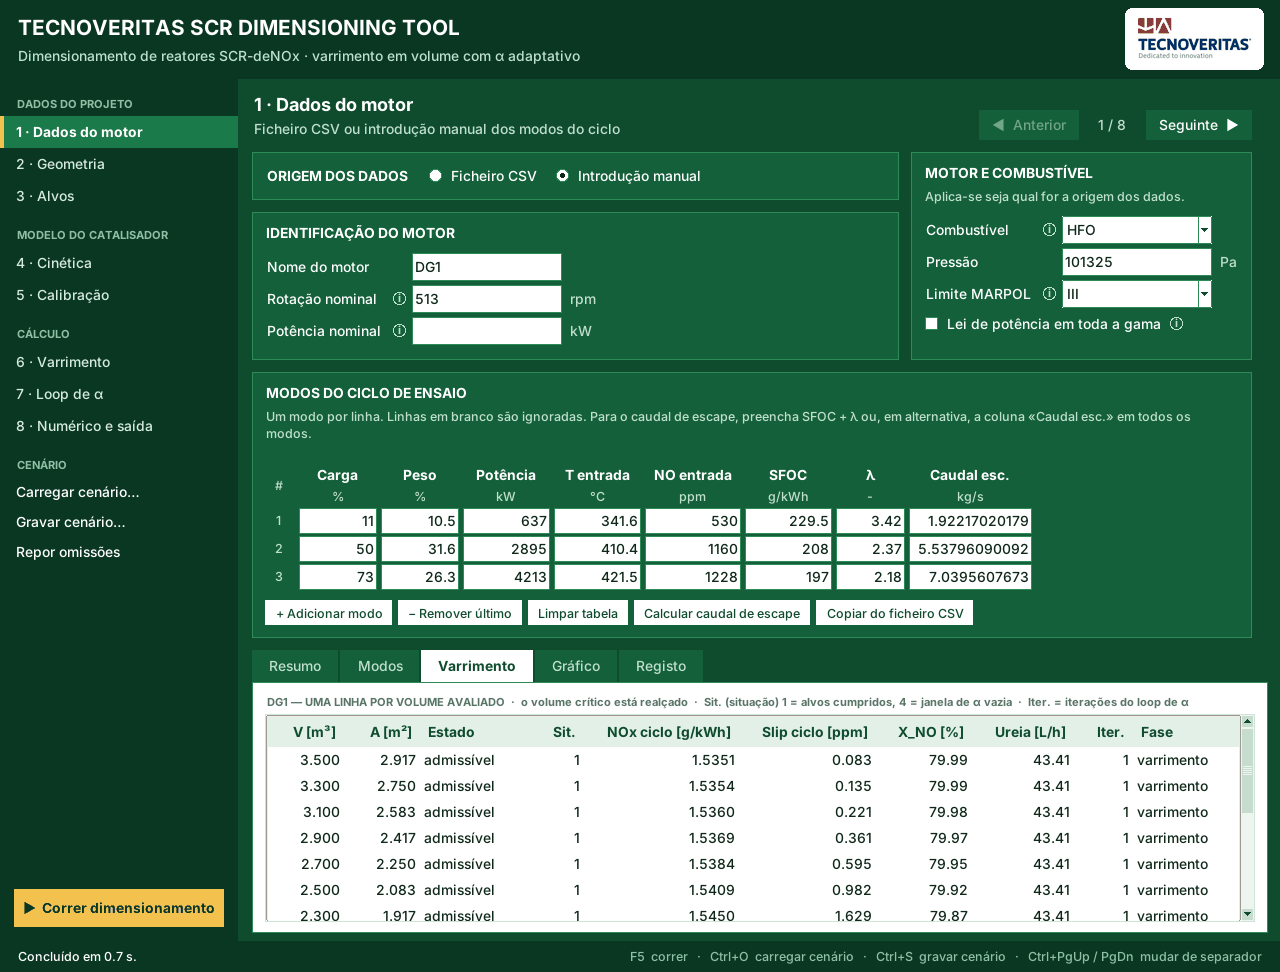 TECNOVERITAS SCR DIMENSIONING TOOL
Dimensionamento de reatores SCR-deNOx · varrimento em volume com α adaptativo
TECNOVERITAS
Dedicated to innovation
DADOS DO PROJETO
1 · Dados do motor
2 · Geometria
3 · Alvos
MODELO DO CATALISADOR
4 · Cinética
5 · Calibração
CÁLCULO
6 · Varrimento
7 · Loop de α
8 · Numérico e saída
CENÁRIO
Carregar cenário...
Gravar cenário...
Repor omissões
▶ Correr dimensionamento
1 · Dados do motor
Ficheiro CSV ou introdução manual dos modos do ciclo
◀ Anterior
1 / 8
Seguinte ▶
ORIGEM DOS DADOS
Ficheiro CSV
Introdução manual
IDENTIFICAÇÃO DO MOTOR
Nome do motor DG1
Rotação nominal ⓘ 513 rpm
Potência nominal ⓘ kW
MOTOR E COMBUSTÍVEL
Aplica-se seja qual for a origem dos dados.
Combustível ⓘ HFO
Pressão 101325 Pa
Limite MARPOL ⓘ III
Lei de potência em toda a gama ⓘ
MODOS DO CICLO DE ENSAIO
Um modo por linha. Linhas em branco são ignoradas. Para o caudal de escape, preencha SFOC + λ ou, em alternativa, a coluna «Caudal esc.» em todos os
modos.
# Carga Peso Potência T entrada NO entrada SFOC λ Caudal esc.
% % kW °C ppm g/kWh - kg/s
1 11 10.5 637 341.6 530 229.5 3.42 1.92217020179
2 50 31.6 2895 410.4 1160 208 2.37 5.53796090092
3 73 26.3 4213 421.5 1228 197 2.18 7.0395607673
+ Adicionar modo
− Remover último
Limpar tabela
Calcular caudal de escape
Copiar do ficheiro CSV
Resumo
Modos
Varrimento
Gráfico
Registo
DG1 — UMA LINHA POR VOLUME AVALIADO · o volume crítico está realçado · Sit. (situação) 1 = alvos cumpridos, 4 = janela de α vazia · Iter. = iterações do loop de α
V [m³] A [m²] Estado Sit. NOx ciclo [g/kWh] Slip ciclo [ppm] X_NO [%] Ureia [L/h] Iter. Fase
3.500 2.917 admissível 1 1.5351 0.083 79.99 43.41 1 varrimento
3.300 2.750 admissível 1 1.5354 0.135 79.99 43.41 1 varrimento
3.100 2.583 admissível 1 1.5360 0.221 79.98 43.41 1 varrimento
2.900 2.417 admissível 1 1.5369 0.361 79.97 43.41 1 varrimento
2.700 2.250 admissível 1 1.5384 0.595 79.95 43.41 1 varrimento
2.500 2.083 admissível 1 1.5409 0.982 79.92 43.41 1 varrimento
2.300 1.917 admissível 1 1.5450 1.629 79.87 43.41 1 varrimento
Concluído em 0.7 s.
F5 correr · Ctrl+O carregar cenário · Ctrl+S gravar cenário · Ctrl+PgUp / PgDn mudar de separador